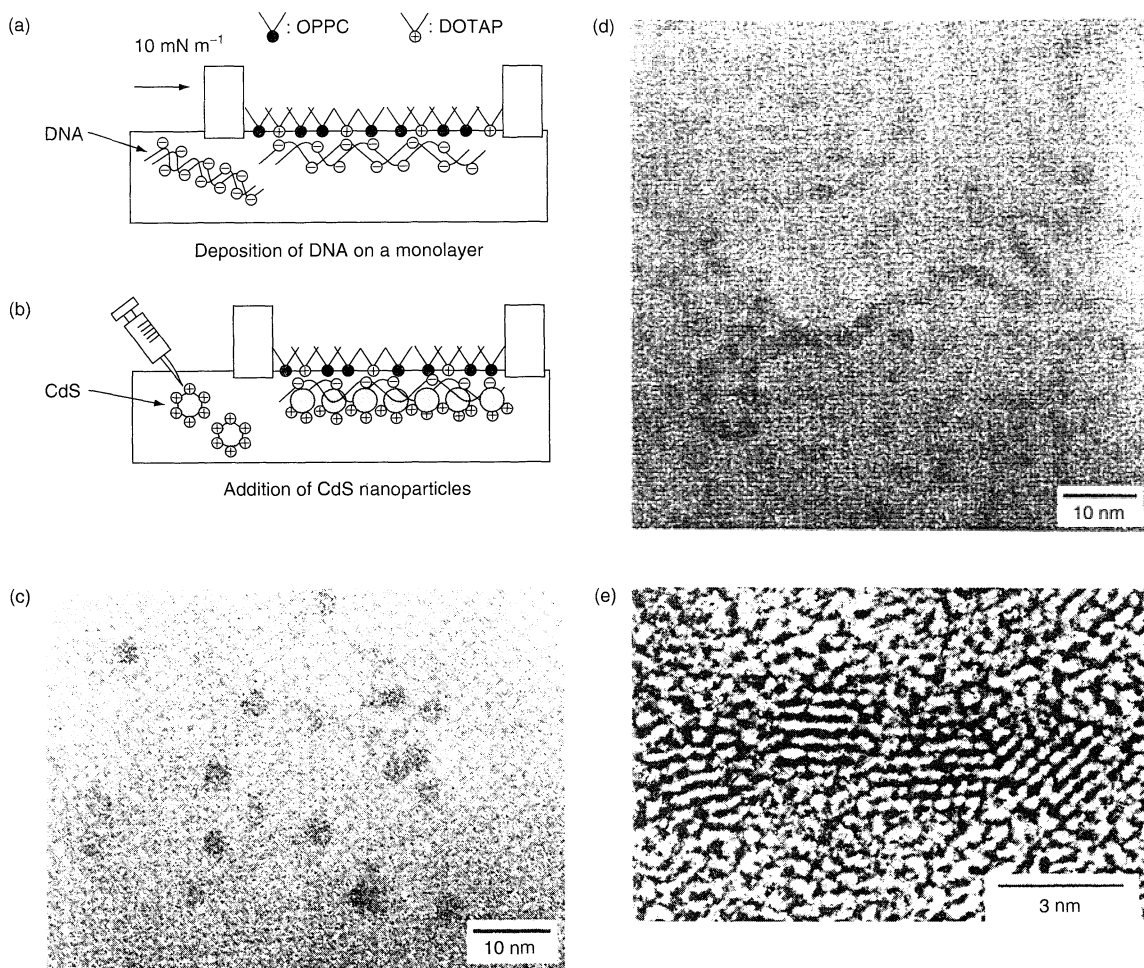 (a)
: OPPC
: DOTAP
10 mN m⁻¹
DNA
Deposition of DNA on a monolayer
(b)
CdS
Addition of CdS nanoparticles
(c)
10 nm
(d)
10 nm
(e)
3 nm